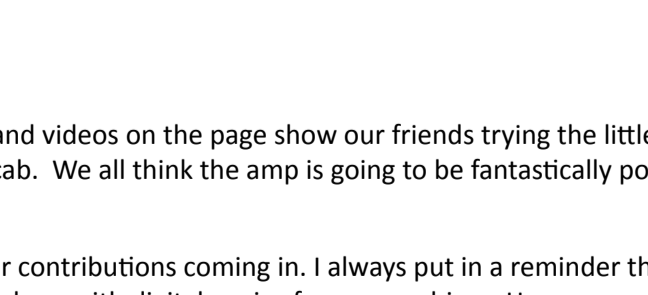 and videos on the page show our friends trying the little
cab. We all think the amp is going to be fantastically po
r contributions coming in. I always put in a reminder th